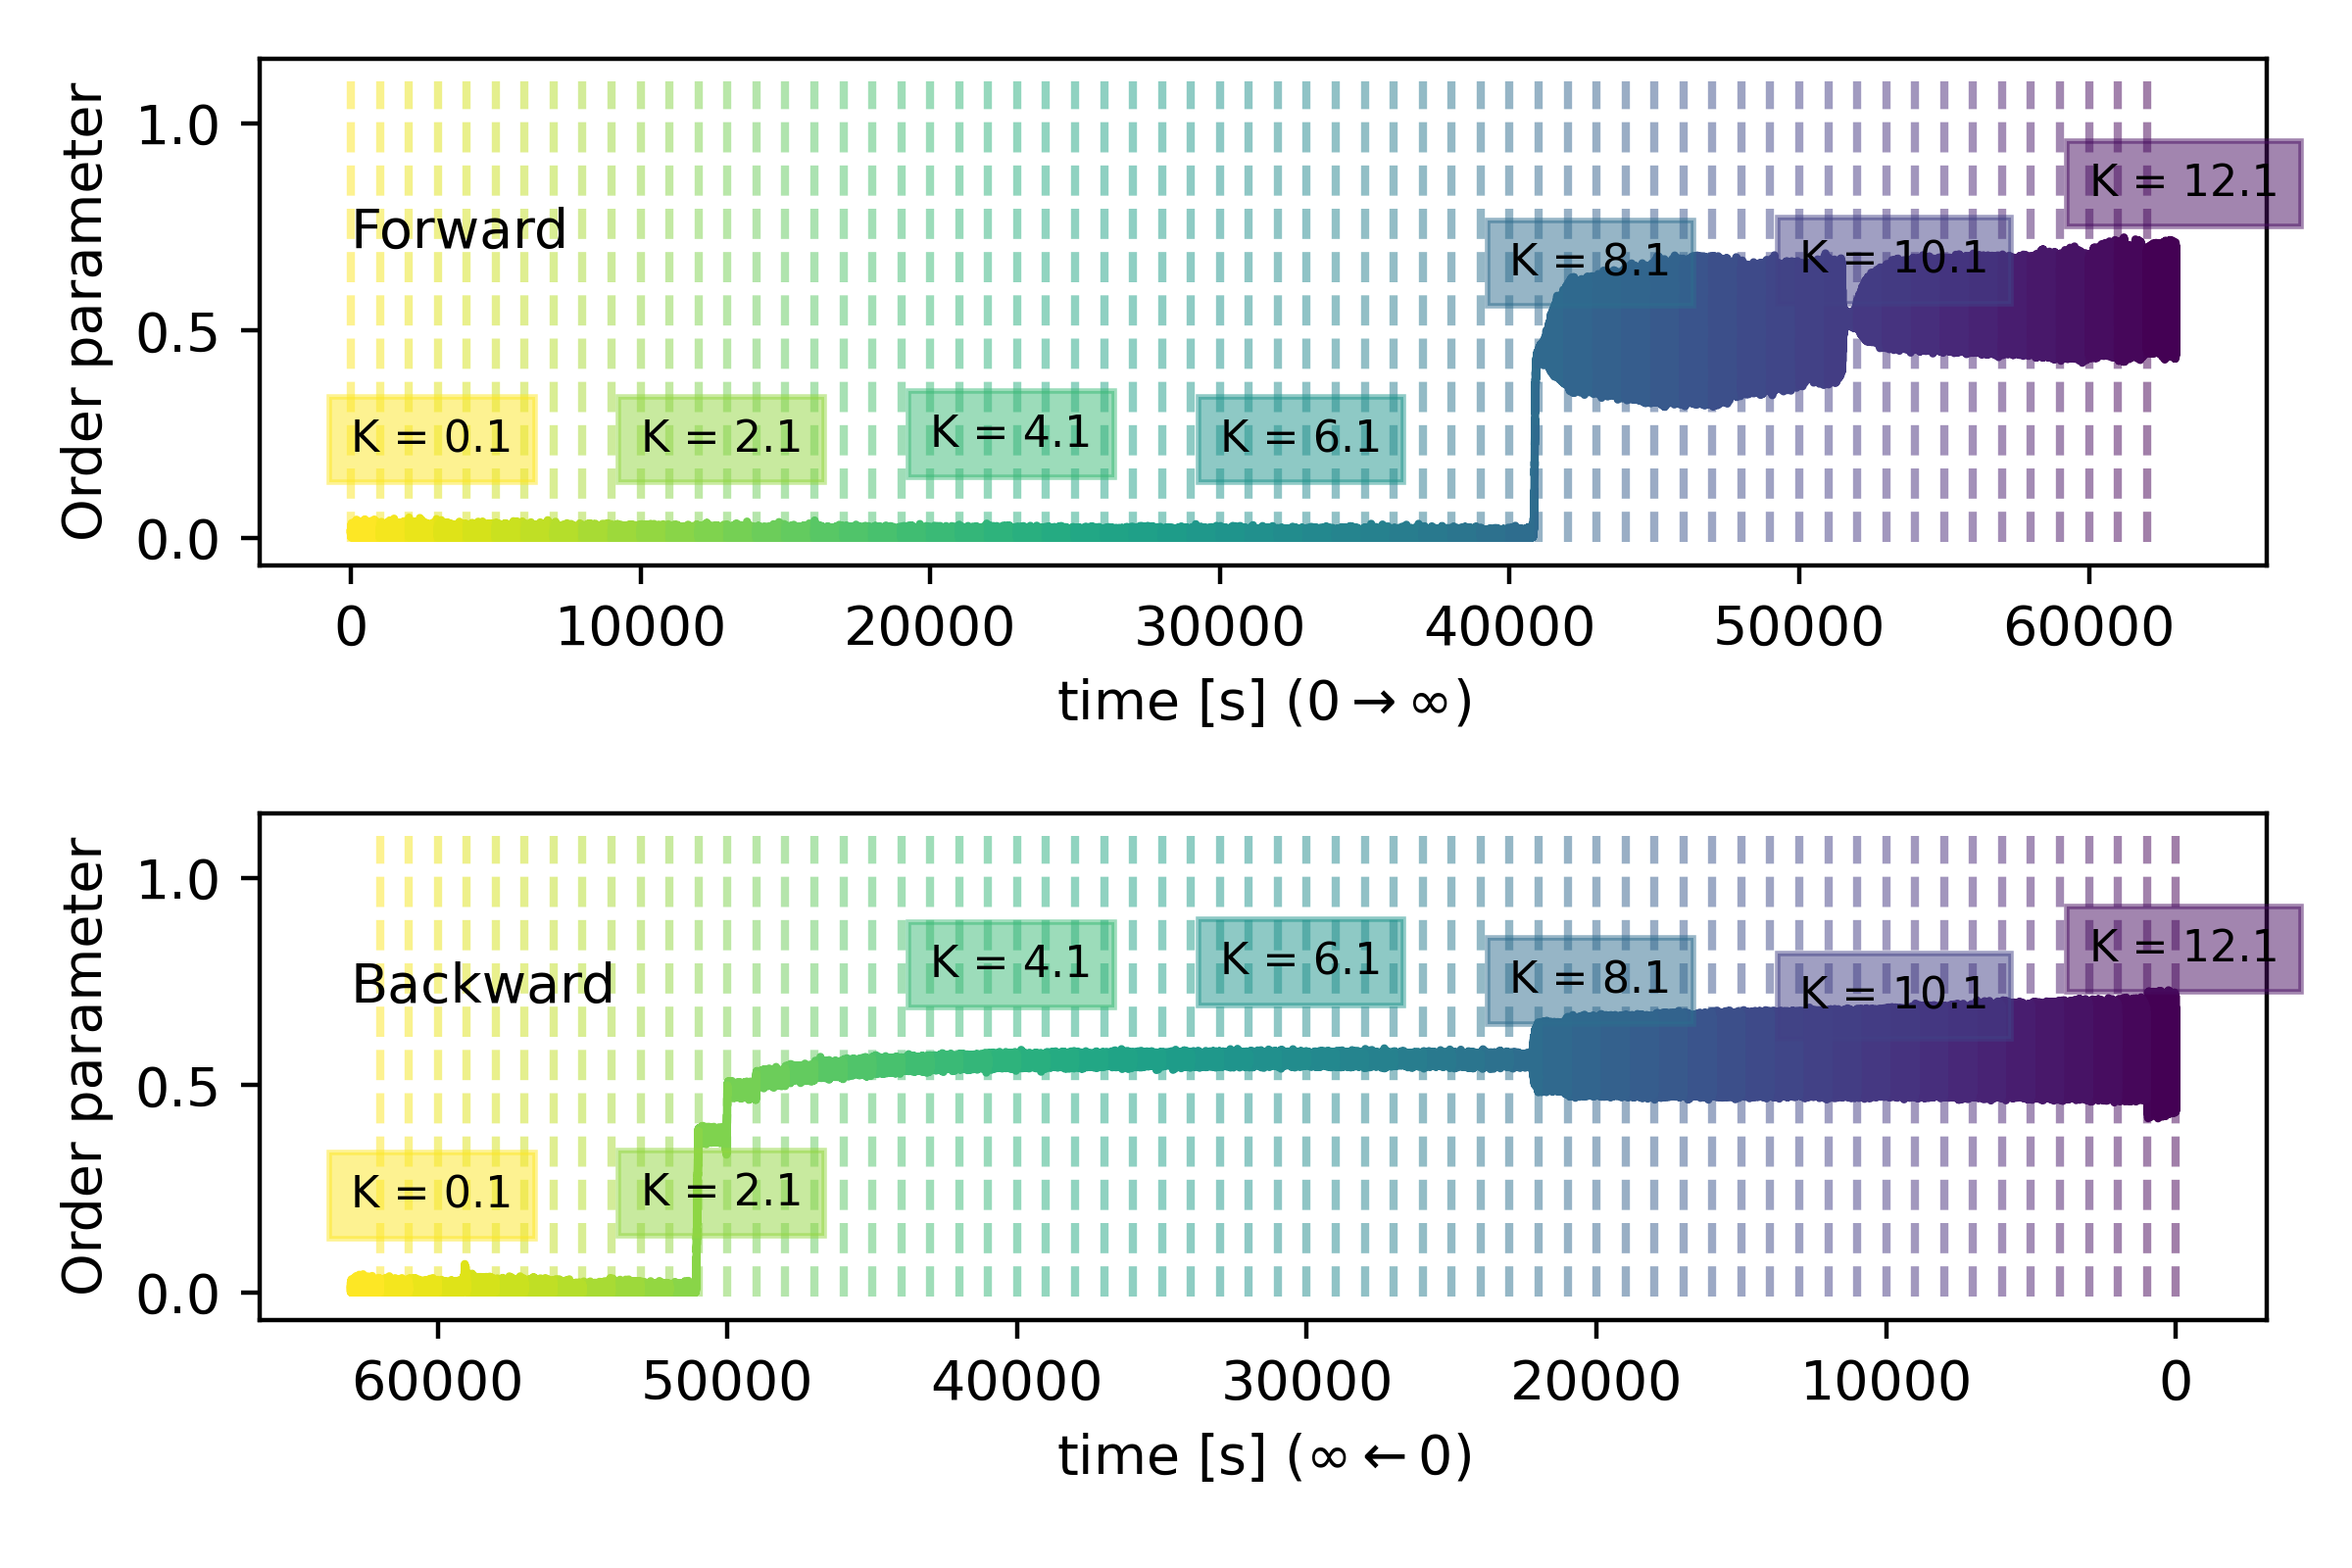 Order parameter
1.0
0.5
0.0
Forward
K = 0.1
K = 2.1
K = 4.1
K = 6.1
K = 8.1
K = 10.1
K = 12.1
0 10000 20000 30000 40000 50000 60000
time [s] (0→∞)
Order parameter
1.0
0.5
0.0
Backward
K = 0.1
K = 2.1
K = 4.1
K = 6.1
K = 8.1
K = 10.1
K = 12.1
60000 50000 40000 30000 20000 10000 0
time [s] (∞←0)